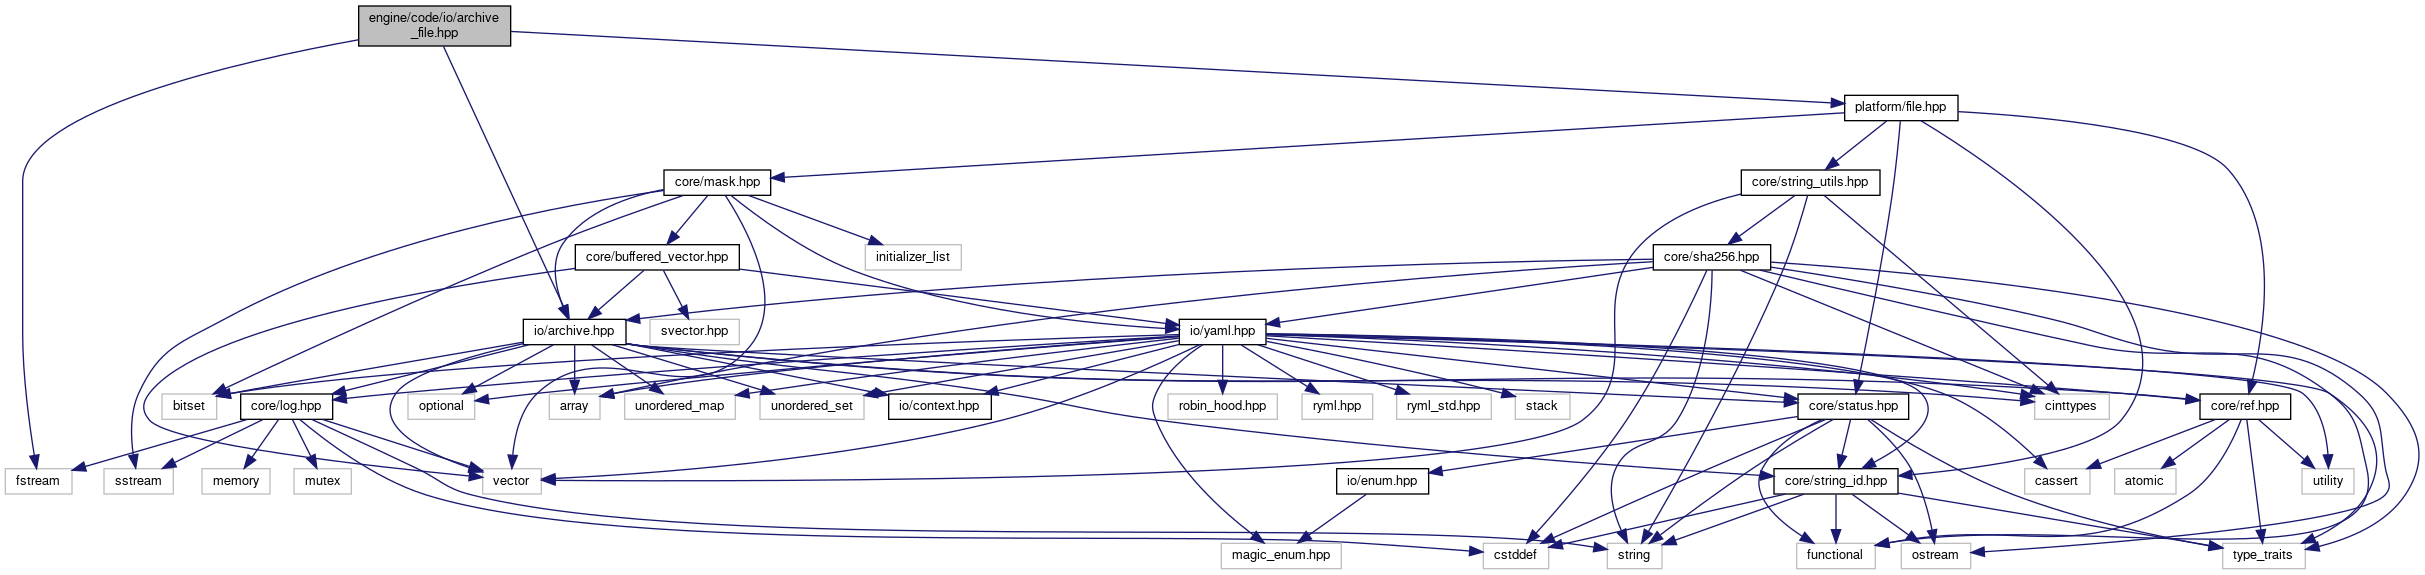 engine/code/io/archive
_file.hpp
platform/file.hpp
core/mask.hpp
core/string_utils.hpp
core/buffered_vector.hpp
initializer_list
core/sha256.hpp
io/archive.hpp
svector.hpp
io/yaml.hpp
bitset
core/log.hpp
optional
array
unordered_map
unordered_set
io/context.hpp
robin_hood.hpp
ryml.hpp
ryml_std.hpp
stack
core/status.hpp
cinttypes
core/ref.hpp
fstream
sstream
memory
mutex
vector
io/enum.hpp
core/string_id.hpp
cassert
atomic
utility
magic_enum.hpp
cstddef
string
functional
ostream
type_traits